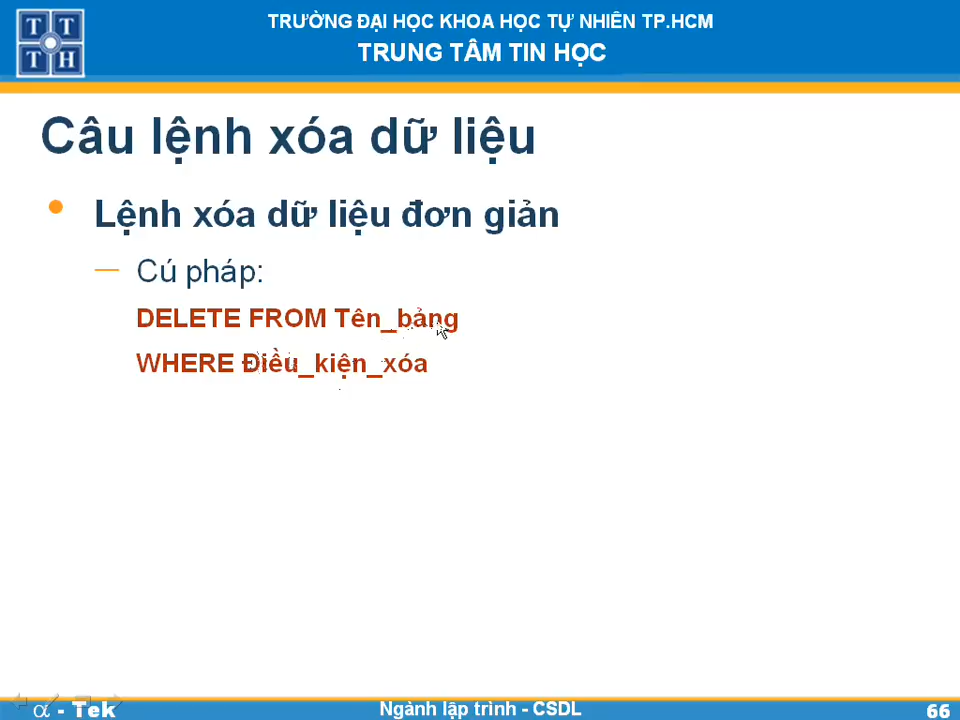 T T
T H
TRƯỜNG ĐẠI HỌC KHOA HỌC TỰ NHIÊN TP.HCM
TRUNG TÂM TIN HỌC
Câu lệnh xóa dữ liệu
• Lệnh xóa dữ liệu đơn giản
– Cú pháp:
DELETE FROM Tên_bảng
WHERE Điều_kiện_xóa
α - Tek
Ngành lập trình - CSDL
66